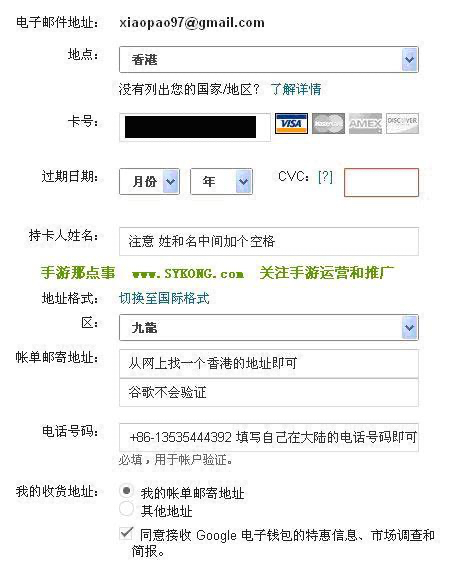 电子邮件地址： xiaopao97@gmail.com
地点： 香港
没有列出您的国家/地区？ 了解详情
卡号： VISA MasterCard AMEX DISCOVER
过期日期： 月份 年 CVC： [?]
持卡人姓名： 注意 姓和名中间加个空格
手游那点事 www.SYKONG.com 关注手游运营和推广
地址格式： 切换至国际格式
区： 九龍
帐单邮寄地址： 从网上找一个香港的地址即可
谷歌不会验证
电话号码： +86-13535444392 填写自己在大陆的电话号码即可
必填，用于帐户验证。
我的收货地址： 我的帐单邮寄地址
其他地址
同意接收 Google 电子钱包的特惠信息、市场调查和
简报。